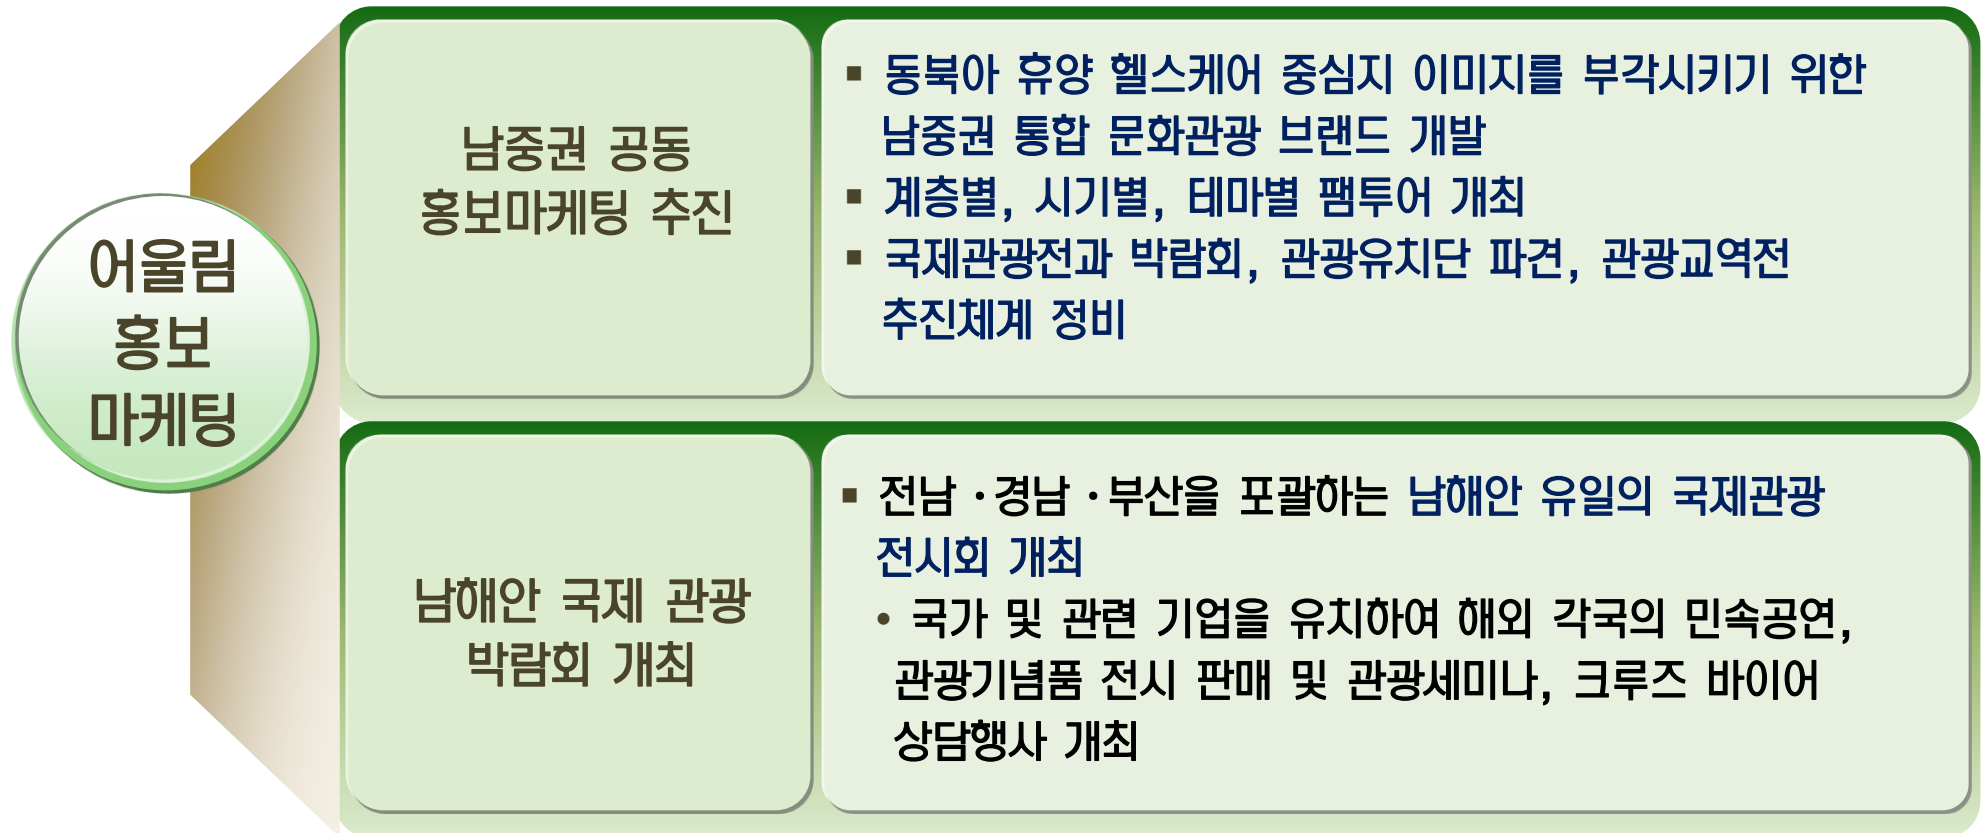 어울림
홍보
마케팅
남중권 공동
홍보마케팅 추진
▪ 동북아 휴양 헬스케어 중심지 이미지를 부각시키기 위한
남중권 통합 문화관광 브랜드 개발
▪ 계층별, 시기별, 테마별 팸투어 개최
▪ 국제관광전과 박람회, 관광유치단 파견, 관광교역전
추진체계 정비
남해안 국제 관광
박람회 개최
▪ 전남 ·경남 ·부산을 포괄하는 남해안 유일의 국제관광
전시회 개최
• 국가 및 관련 기업을 유치하여 해외 각국의 민속공연,
관광기념품 전시 판매 및 관광세미나, 크루즈 바이어
상담행사 개최